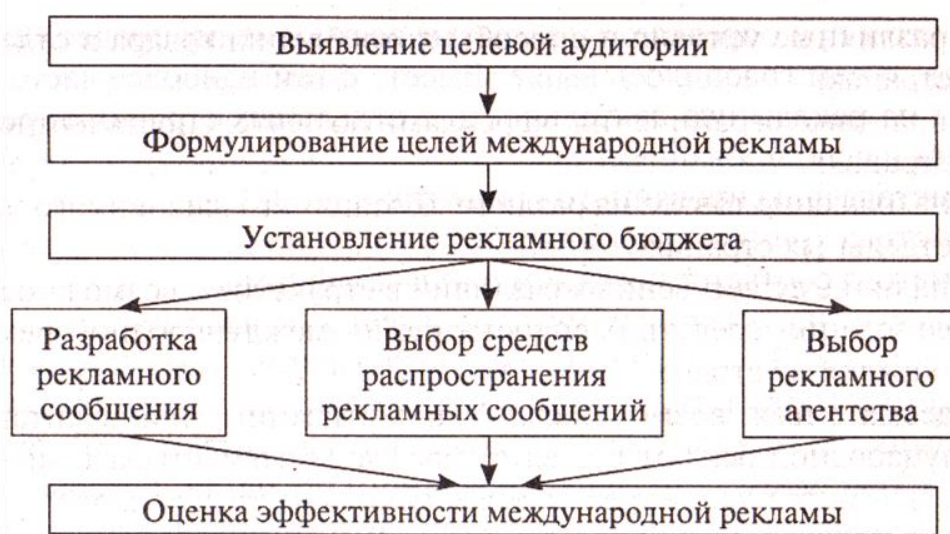 Выявление целевой аудитории
Формулирование целей международной рекламы
Установление рекламного бюджета
Разработка
рекламного
сообщения
Выбор средств
распространения
рекламных сообщений
Выбор
рекламного
агентства
Оценка эффективности международной рекламы